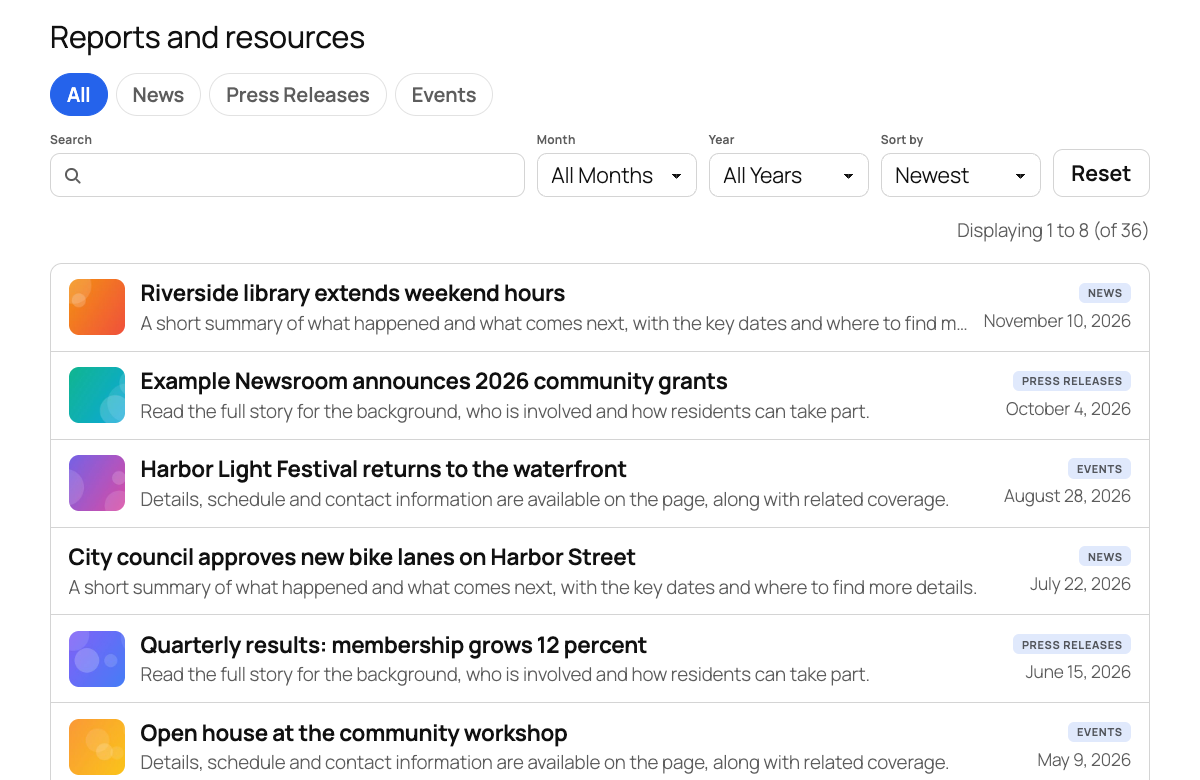 Reports and resources
All
News
Press Releases
Events
Search
Month
Year
Sort by
All Months
All Years
Newest
Reset
Displaying 1 to 8 (of 36)
Riverside library extends weekend hours
NEWS
A short summary of what happened and what comes next, with the key dates and where to find m...
November 10, 2026
Example Newsroom announces 2026 community grants
PRESS RELEASES
Read the full story for the background, who is involved and how residents can take part.
October 4, 2026
Harbor Light Festival returns to the waterfront
EVENTS
Details, schedule and contact information are available on the page, along with related coverage.
August 28, 2026
City council approves new bike lanes on Harbor Street
NEWS
A short summary of what happened and what comes next, with the key dates and where to find more details.
July 22, 2026
Quarterly results: membership grows 12 percent
PRESS RELEASES
Read the full story for the background, who is involved and how residents can take part.
June 15, 2026
Open house at the community workshop
EVENTS
Details, schedule and contact information are available on the page, along with related coverage.
May 9, 2026